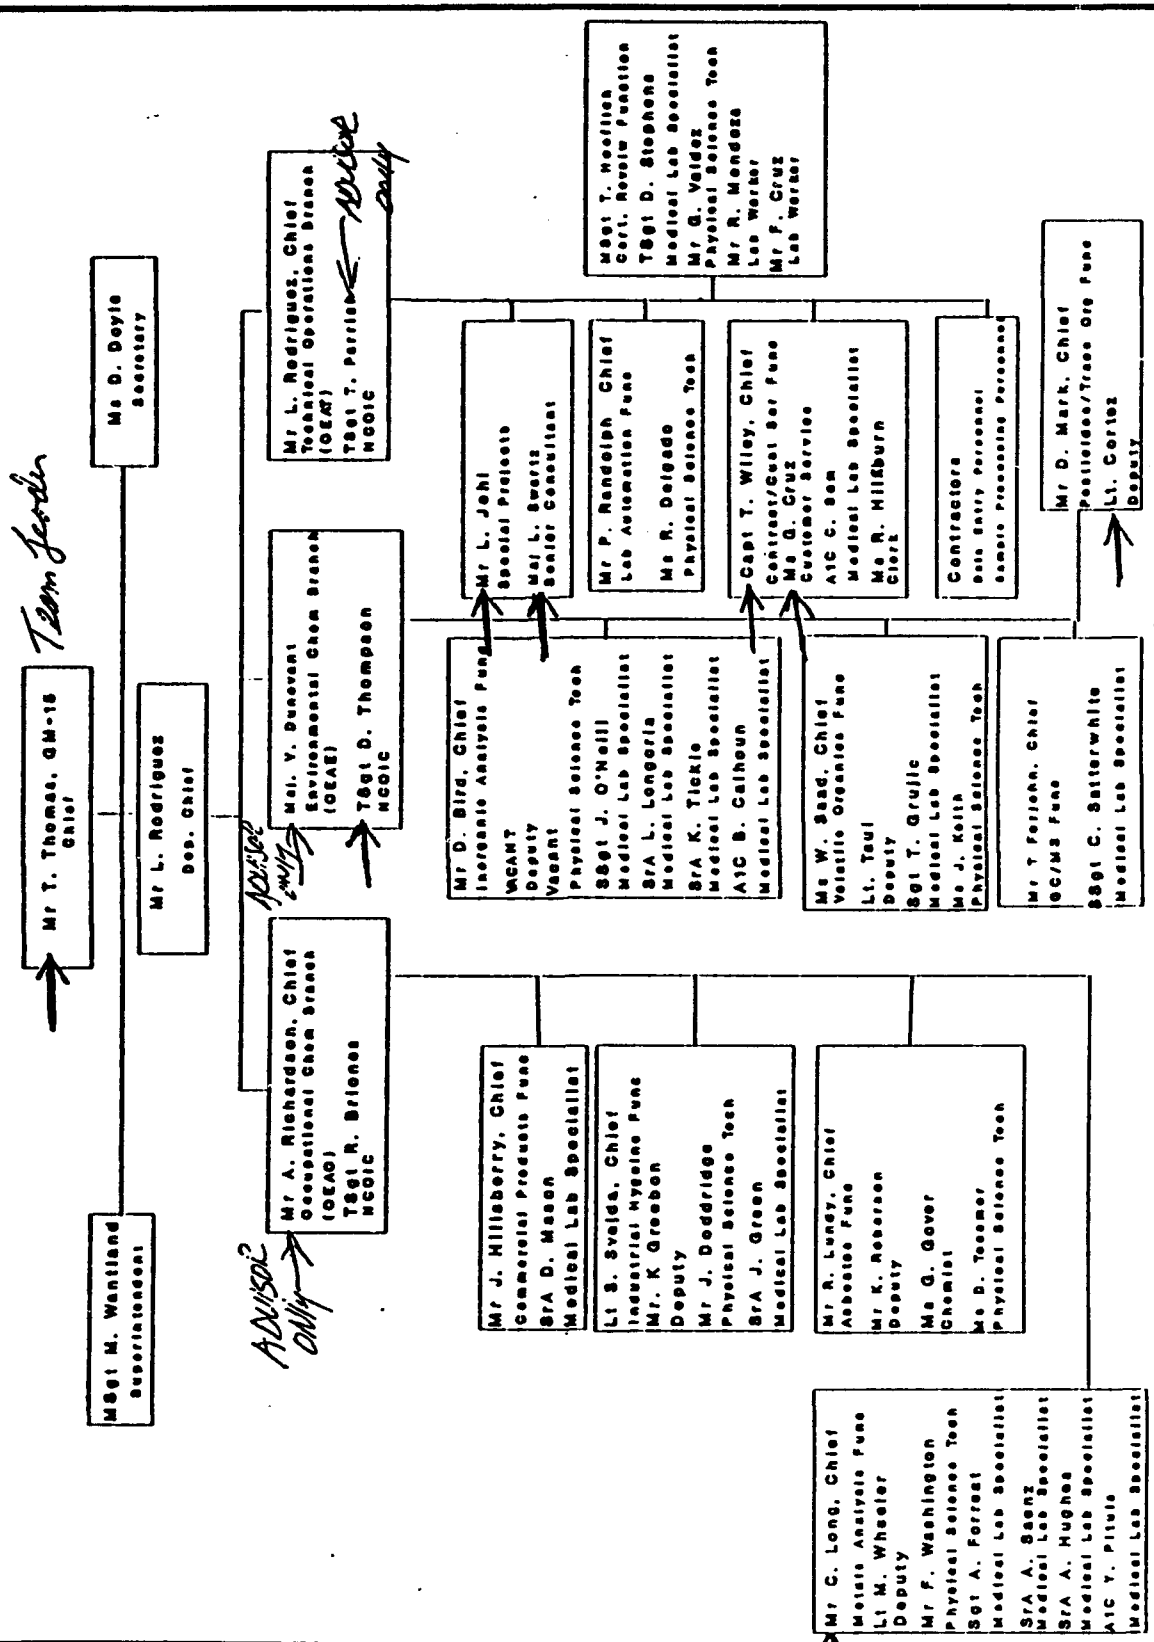 Team Leader
Mr T. Thomas, GM-15
Chief
MSgt M. Wantland
Superintendent
Ms D. Doyle
Secretary
Mr L. Rodriguez
Dep. Chief
ADVISOR
ONLY
Mr A. Richardson, Chief
Occupational Chem Branch
(OEAO)
TSgt R. Briones
NCOIC
ADVISOR
ONLY
Maj. V. Dunavant
Environmental Chem Branch
(OEAE)
TSgt D. Thompson
NCOIC
Mr L. Rodriguez, Chief
Technical Operations Branch
(OEAT)
TSgt T. Perrien
NCOIC
ADVISOR
only
Mr J. Hillsberry, Chief
Commercial Products Func
SrA D. Mason
Medical Lab Specialist
Lt S. Svalda, Chief
Industrial Hygeine Func
Mr. K Greebon
Deputy
Mr J. Doddridge
Physical Science Tech
SrA J. Green
Medical Lab Specialist
Mr R. Lundy, Chief
Asbestos Func
Mr K. Roberson
Deputy
Ms G. Gover
Chemist
Ms D. Toomer
Physical Science Tech
Mr C. Long, Chief
Metals Analysis Func
Lt M. Wheeler
Deputy
Mr F. Washington
Physical Science Tech
Sgt A. Forrest
Medical Lab Specialist
SrA A. Saenz
Medical Lab Specialist
SrA A. Hughes
Medical Lab Specialist
A1C Y. Pitula
Medical Lab Specialist
Mr D. Bird, Chief
Inorganic Analysis Func
VACANT
Deputy
Vacant
Physical Science Tech
SSgt J. O'Neill
Medical Lab Specialist
SrA L. Longoria
Medical Lab Specialist
SrA K. Tickle
Medical Lab Specialist
A1C B. Calhoun
Medical Lab Specialist
Ms W. Saad, Chief
Volatile Organics Func
Lt. Taul
Deputy
Sgt T. Grujic
Medical Lab Specialist
Ms J. Keith
Physical Science Tech
Mr T Ferjohn, Chief
GC/MS Func
SSgt C. Satterwhite
Medical Lab Specialist
Mr D. Mark, Chief
Pesticides/Trace Org Func
Lt. Cortez
Deputy
Mr L. Jehl
Special Projects
Maj L. Swartz
Senior Consultant
Mr P. Randolph Chief
Lab Automation Func
Ms R. Delgado
Physical Science Tech
Capt T. Wiley, Chief
Contract/Cust Ser Func
Ms G. Cruz
Customer Service
A1C C. Sam
Medical Lab Specialist
Ms R. Hilkburn
Clerk
Contractors
Data Entry Personnel
Sample Processing Personnel
MSgt T. Hoeflien
Cert. Review Function
TSgt D. Stephens
Medical Lab Specialist
Mr G. Valdez
Physical Science Tech
Mr R. Mendoza
Lab Worker
Mr F. Cruz
Lab Worker